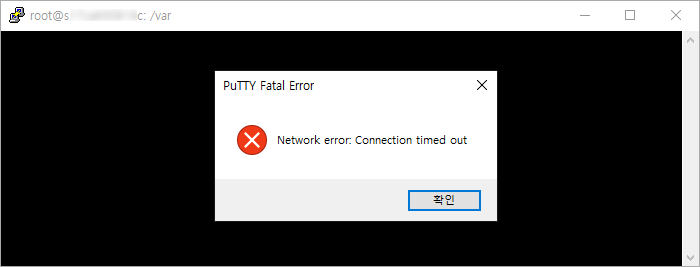 root@s c: /var
PuTTY Fatal Error
Network error: Connection timed out
확인